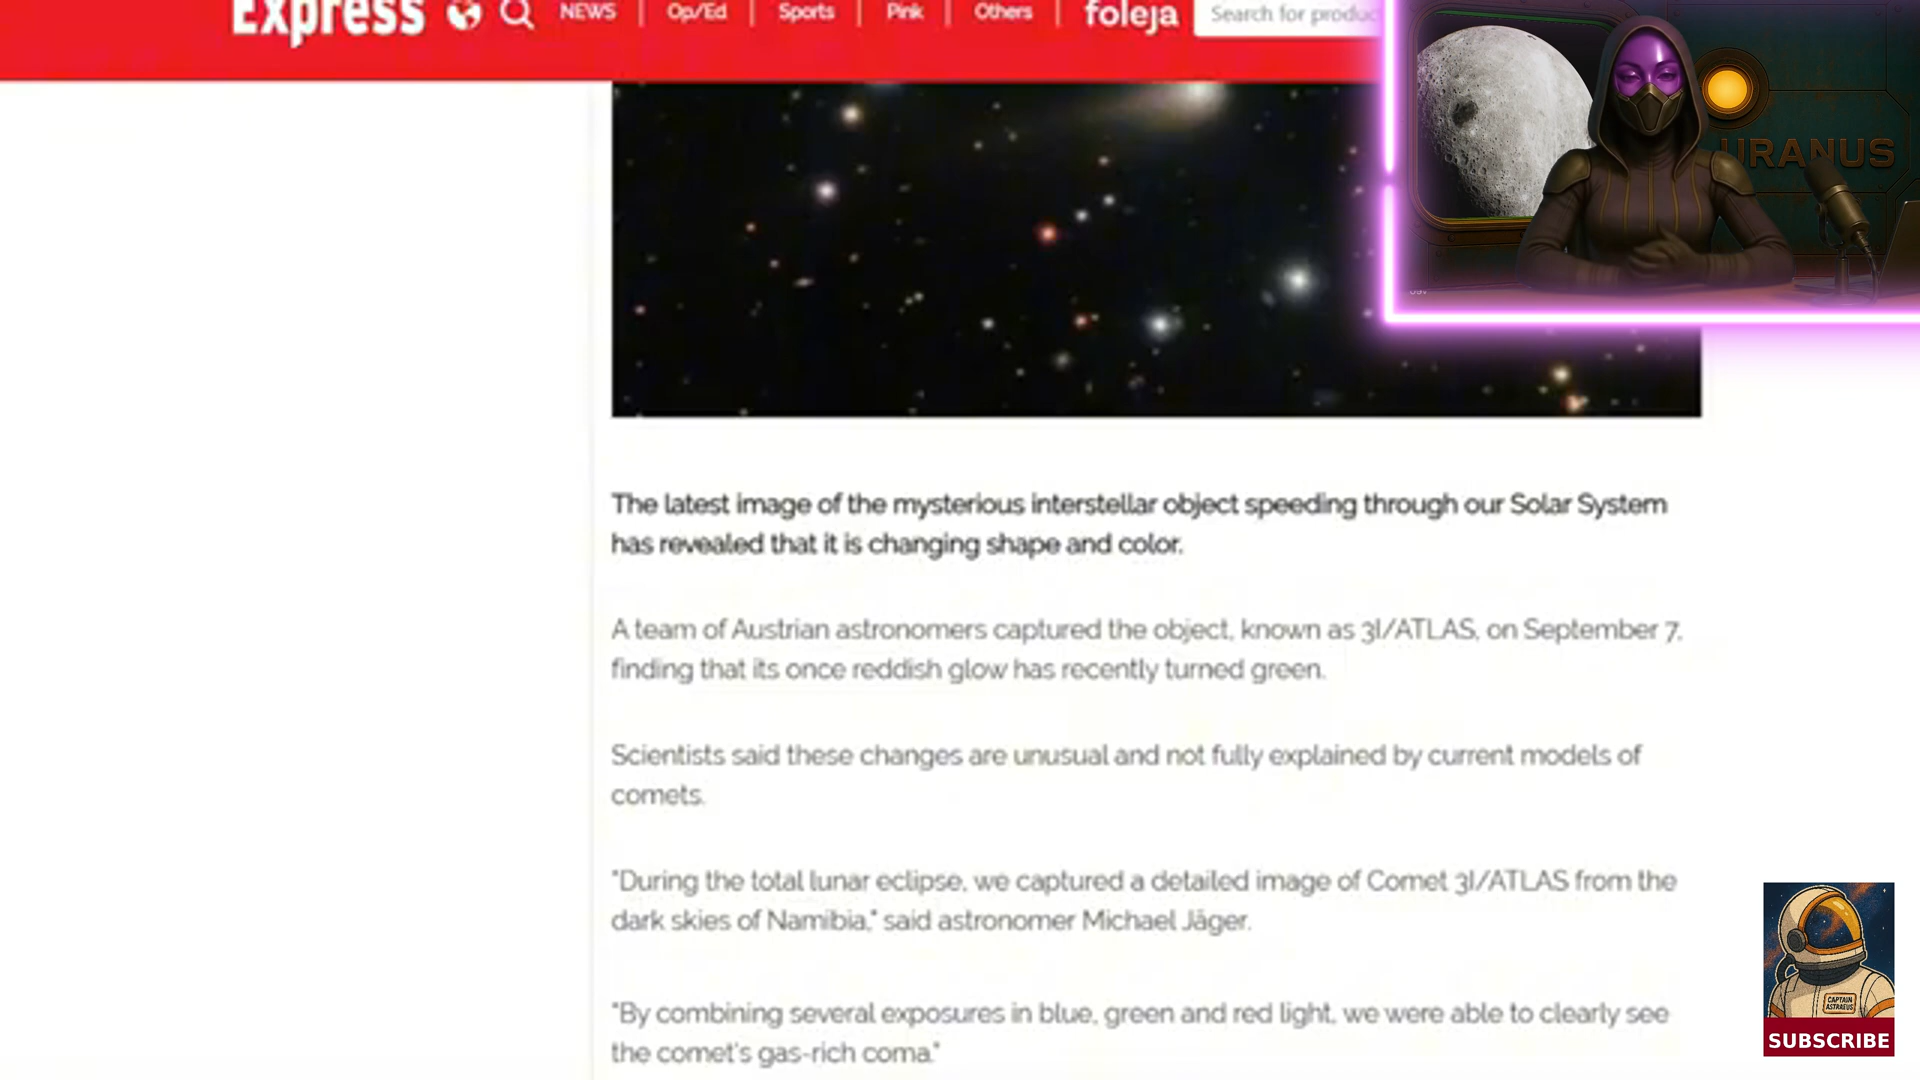 Express NEWS Op/Ed Sports Pink Others foleja Search for produc
URANUS
The latest image of the mysterious interstellar object speeding through our Solar System
has revealed that it is changing shape and color.
A team of Austrian astronomers captured the object, known as 3I/ATLAS, on September 7,
finding that its once reddish glow has recently turned green.
Scientists said these changes are unusual and not fully explained by current models of
comets.
"During the total lunar eclipse, we captured a detailed image of Comet 3I/ATLAS from the
dark skies of Namibia," said astronomer Michael Jäger.
"By combining several exposures in blue, green and red light, we were able to clearly see
the comet's gas-rich coma."
CAPTAIN
ASTRAEUS
SUBSCRIBE